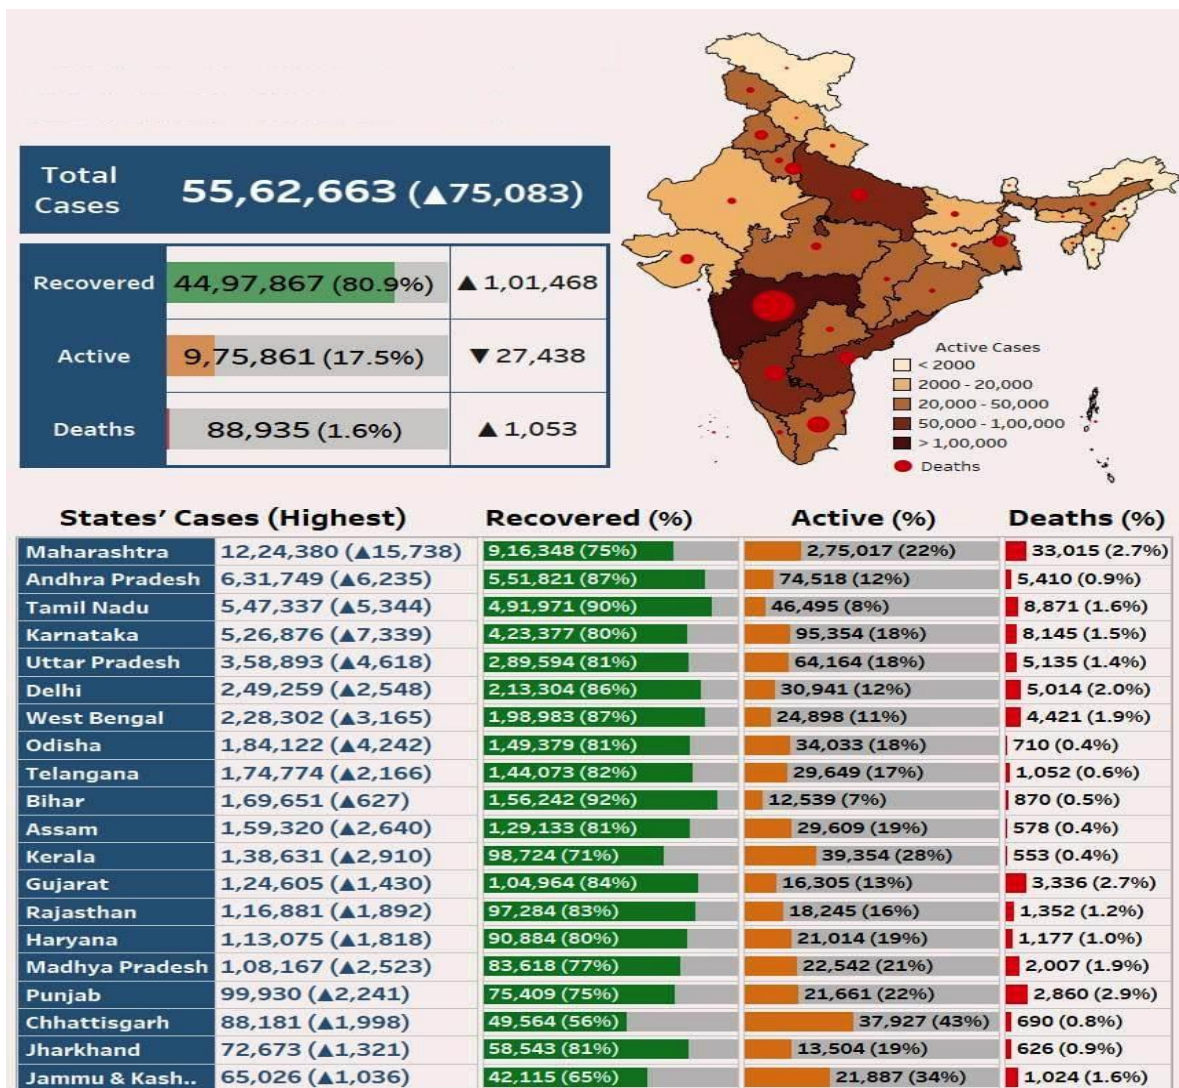 Total Cases 55,62,663 (▲75,083)
Recovered 44,97,867 (80.9%) ▲ 1,01,468
Active 9,75,861 (17.5%) ▼ 27,438
Deaths 88,935 (1.6%) ▲ 1,053
Active Cases
< 2000
2000 - 20,000
20,000 - 50,000
50,000 - 1,00,000
> 1,00,000
Deaths
States' Cases (Highest) Recovered (%) Active (%) Deaths (%)
Maharashtra 12,24,380 (▲15,738) 9,16,348 (75%) 2,75,017 (22%) 33,015 (2.7%)
Andhra Pradesh 6,31,749 (▲6,235) 5,51,821 (87%) 74,518 (12%) 5,410 (0.9%)
Tamil Nadu 5,47,337 (▲5,344) 4,91,971 (90%) 46,495 (8%) 8,871 (1.6%)
Karnataka 5,26,876 (▲7,339) 4,23,377 (80%) 95,354 (18%) 8,145 (1.5%)
Uttar Pradesh 3,58,893 (▲4,618) 2,89,594 (81%) 64,164 (18%) 5,135 (1.4%)
Delhi 2,49,259 (▲2,548) 2,13,304 (86%) 30,941 (12%) 5,014 (2.0%)
West Bengal 2,28,302 (▲3,165) 1,98,983 (87%) 24,898 (11%) 4,421 (1.9%)
Odisha 1,84,122 (▲4,242) 1,49,379 (81%) 34,033 (18%) 710 (0.4%)
Telangana 1,74,774 (▲2,166) 1,44,073 (82%) 29,649 (17%) 1,052 (0.6%)
Bihar 1,69,651 (▲627) 1,56,242 (92%) 12,539 (7%) 870 (0.5%)
Assam 1,59,320 (▲2,640) 1,29,133 (81%) 29,609 (19%) 578 (0.4%)
Kerala 1,38,631 (▲2,910) 98,724 (71%) 39,354 (28%) 553 (0.4%)
Gujarat 1,24,605 (▲1,430) 1,04,964 (84%) 16,305 (13%) 3,336 (2.7%)
Rajasthan 1,16,881 (▲1,892) 97,284 (83%) 18,245 (16%) 1,352 (1.2%)
Haryana 1,13,075 (▲1,818) 90,884 (80%) 21,014 (19%) 1,177 (1.0%)
Madhya Pradesh 1,08,167 (▲2,523) 83,618 (77%) 22,542 (21%) 2,007 (1.9%)
Punjab 99,930 (▲2,241) 75,409 (75%) 21,661 (22%) 2,860 (2.9%)
Chhattisgarh 88,181 (▲1,998) 49,564 (56%) 37,927 (43%) 690 (0.8%)
Jharkhand 72,673 (▲1,321) 58,543 (81%) 13,504 (19%) 626 (0.9%)
Jammu & Kash.. 65,026 (▲1,036) 42,115 (65%) 21,887 (34%) 1,024 (1.6%)